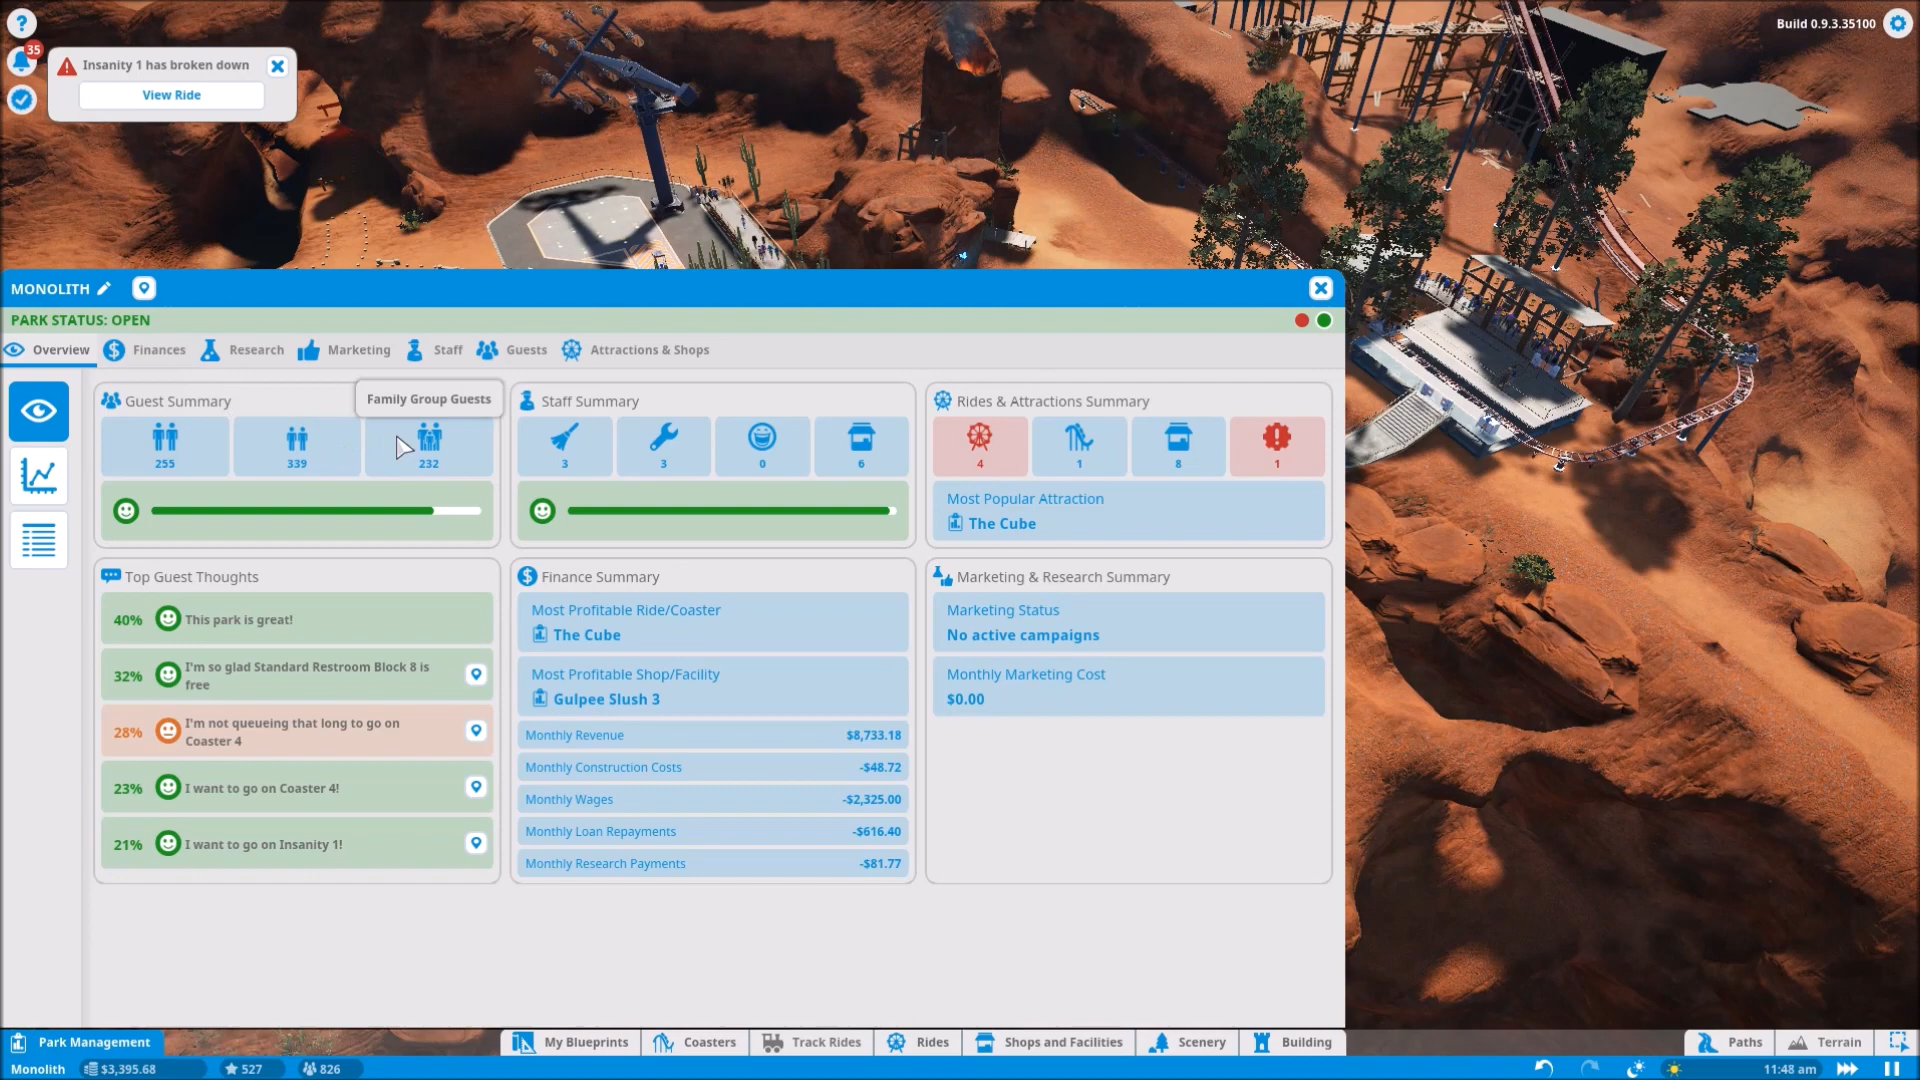 ?
Build 0.9.3.35100
35
Insanity 1 has broken down
View Ride
MONOLITH
PARK STATUS: OPEN
Overview
Finances
Research
Marketing
Staff
Guests
Attractions & Shops
Guest Summary
Family Group Guests
255
339
232
Staff Summary
3
3
0
6
Rides & Attractions Summary
4
1
8
1
Most Popular Attraction
The Cube
Top Guest Thoughts
40% This park is great!
32% I'm so glad Standard Restroom Block 8 is
free
28% I'm not queueing that long to go on
Coaster 4
23% I want to go on Coaster 4!
21% I want to go on Insanity 1!
Finance Summary
Most Profitable Ride/Coaster
The Cube
Most Profitable Shop/Facility
Gulpee Slush 3
Monthly Revenue $8,733.18
Monthly Construction Costs -$48.72
Monthly Wages -$2,325.00
Monthly Loan Repayments -$616.40
Monthly Research Payments -$81.77
Marketing & Research Summary
Marketing Status
No active campaigns
Monthly Marketing Cost
$0.00
Park Management
My Blueprints
Coasters
Track Rides
Rides
Shops and Facilities
Scenery
Building
Paths
Terrain
Monolith
$3,395.68
527
826
11:48 am